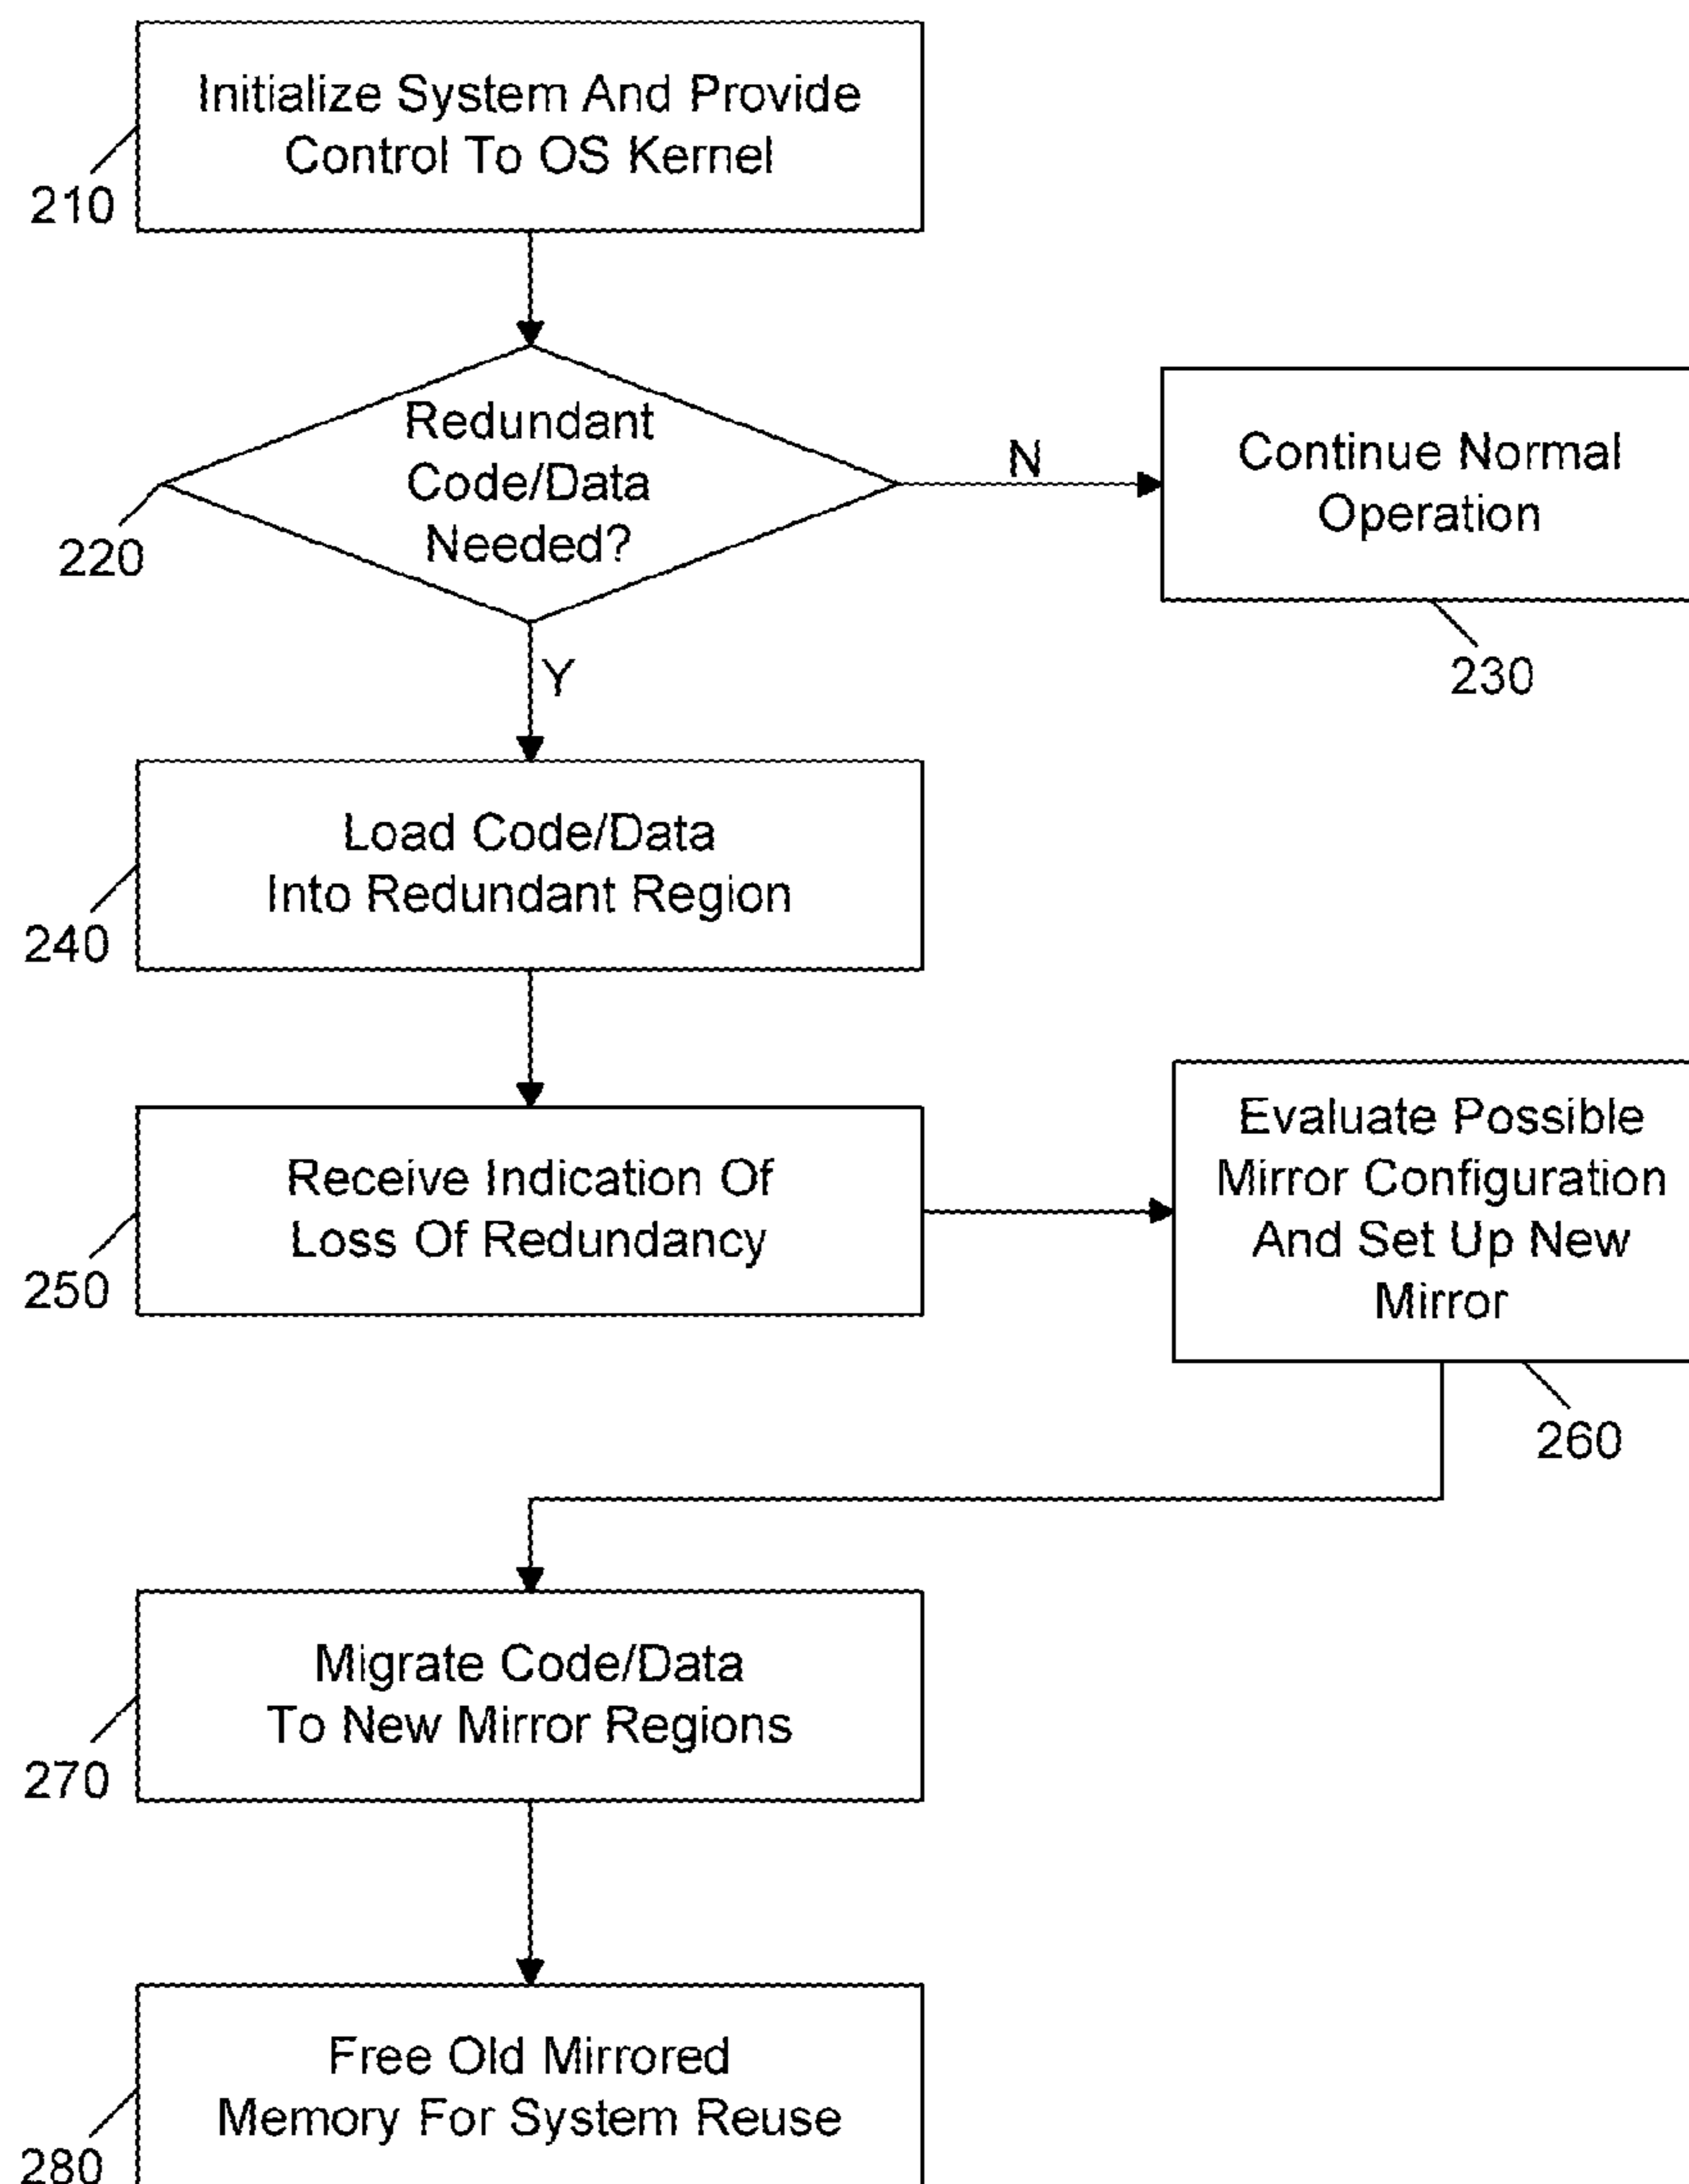 Initialize System And Provide
Control To OS Kernel
210
Redundant
Code/Data
Needed?
220
N
Continue Normal
Operation
230
Y
Load Code/Data
Into Redundant Region
240
Receive Indication Of
Loss Of Redundancy
250
Evaluate Possible
Mirror Configuration
And Set Up New
Mirror
260
Migrate Code/Data
To New Mirror Regions
270
Free Old Mirrored
Memory For System Reuse
280